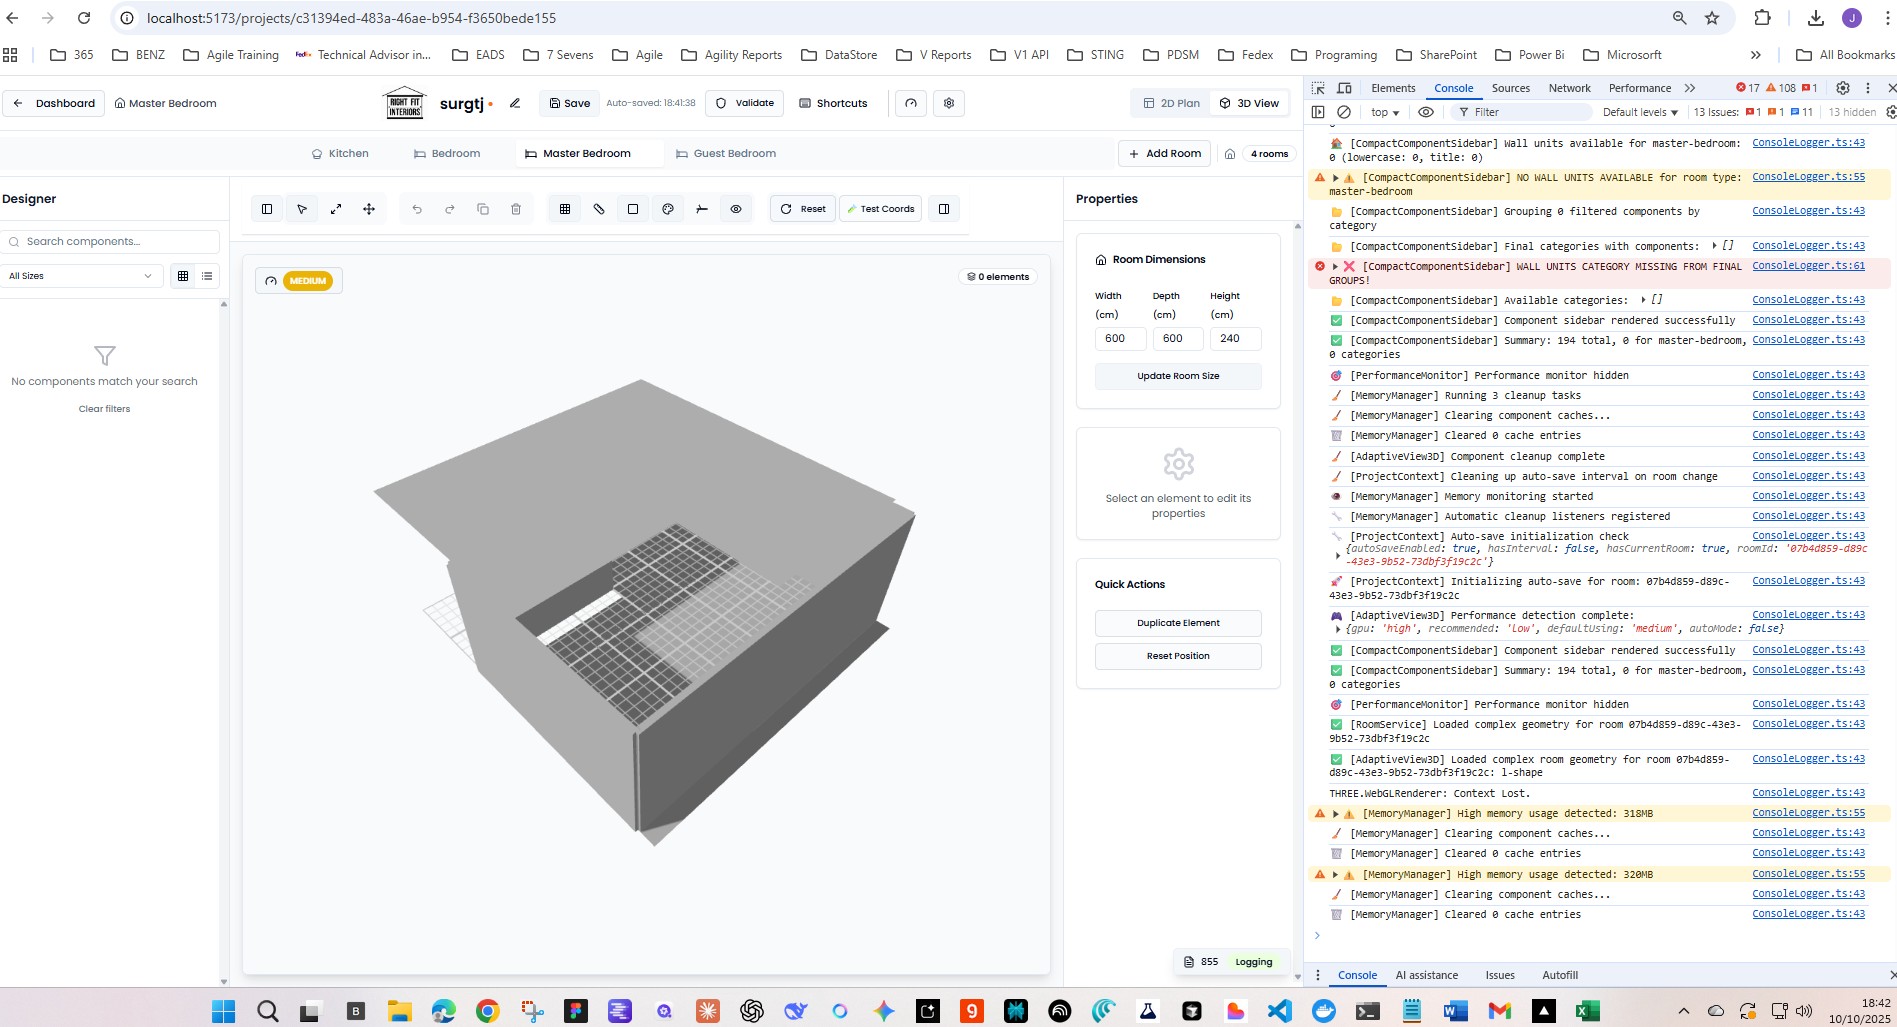 localhost:5173/projects/c31394ed-483a-46ae-b954-f3650bede155
J
365
BENZ
Agile Training
FedEx
Technical Advisor in...
EADS
7 Sevens
Agile
Agility Reports
DataStore
V Reports
V1 API
STING
PDSM
Fedex
Programing
SharePoint
Power Bi
Microsorft
All Bookmarks
Dashboard
Master Bedroom
RIGHT FIT
INTERIORS
surgtj
Save
Auto-saved: 18:41:38
Validate
Shortcuts
2D Plan
3D View
Kitchen
Bedroom
Master Bedroom
Guest Bedroom
Add Room
4 rooms
Designer
Search components...
All Sizes
No components match your search
Clear filters
Reset
Test Coords
MEDIUM
0 elements
Properties
Room Dimensions
Width
(cm)
Depth
(cm)
Height
(cm)
600
600
240
Update Room Size
Select an element to edit its
properties
Quick Actions
Duplicate Element
Reset Position
855
Logging
Elements
Console
Sources
Network
Performance
17
108
1
top
Filter
Default levels
13 Issues:
1
1
11
13 hidden
[CompactComponentSidebar] Wall units available for master-bedroom: ConsoleLogger.ts:43
0 (lowercase: 0, title: 0)
[CompactComponentSidebar] NO WALL UNITS AVAILABLE for room type: ConsoleLogger.ts:55
master-bedroom
[CompactComponentSidebar] Grouping 0 filtered components by ConsoleLogger.ts:43
category
[CompactComponentSidebar] Final categories with components: [] ConsoleLogger.ts:43
[CompactComponentSidebar] WALL UNITS CATEGORY MISSING FROM FINAL ConsoleLogger.ts:61
GROUPS!
[CompactComponentSidebar] Available categories: [] ConsoleLogger.ts:43
[CompactComponentSidebar] Component sidebar rendered successfully ConsoleLogger.ts:43
[CompactComponentSidebar] Summary: 194 total, 0 for master-bedroom, ConsoleLogger.ts:43
0 categories
[PerformanceMonitor] Performance monitor hidden ConsoleLogger.ts:43
[MemoryManager] Running 3 cleanup tasks ConsoleLogger.ts:43
[MemoryManager] Clearing component caches... ConsoleLogger.ts:43
[MemoryManager] Cleared 0 cache entries ConsoleLogger.ts:43
[AdaptiveView3D] Component cleanup complete ConsoleLogger.ts:43
[ProjectContext] Cleaning up auto-save interval on room change ConsoleLogger.ts:43
[MemoryManager] Memory monitoring started ConsoleLogger.ts:43
[MemoryManager] Automatic cleanup listeners registered ConsoleLogger.ts:43
[ProjectContext] Auto-save initialization check ConsoleLogger.ts:43
{autoSaveEnabled: true, hasInterval: false, hasCurrentRoom: true, roomId: '07b4d859-d89c
-43e3-9b52-73dbf3f19c2c'}
[ProjectContext] Initializing auto-save for room: 07b4d859-d89c- ConsoleLogger.ts:43
43e3-9b52-73dbf3f19c2c
[AdaptiveView3D] Performance detection complete: ConsoleLogger.ts:43
{gpu: 'high', recommended: 'low', defaultUsing: 'medium', autoMode: false}
[CompactComponentSidebar] Component sidebar rendered successfully ConsoleLogger.ts:43
[CompactComponentSidebar] Summary: 194 total, 0 for master-bedroom, ConsoleLogger.ts:43
0 categories
[PerformanceMonitor] Performance monitor hidden ConsoleLogger.ts:43
[RoomService] Loaded complex geometry for room 07b4d859-d89c-43e3- ConsoleLogger.ts:43
9b52-73dbf3f19c2c
[AdaptiveView3D] Loaded complex room geometry for room 07b4d859- ConsoleLogger.ts:43
d89c-43e3-9b52-73dbf3f19c2c: l-shape
THREE.WebGLRenderer: Context Lost. ConsoleLogger.ts:43
[MemoryManager] High memory usage detected: 318MB ConsoleLogger.ts:55
[MemoryManager] Clearing component caches... ConsoleLogger.ts:43
[MemoryManager] Cleared 0 cache entries ConsoleLogger.ts:43
[MemoryManager] High memory usage detected: 320MB ConsoleLogger.ts:55
[MemoryManager] Clearing component caches... ConsoleLogger.ts:43
[MemoryManager] Cleared 0 cache entries ConsoleLogger.ts:43
Console
AI assistance
Issues
Autofill
18:42
10/10/2025